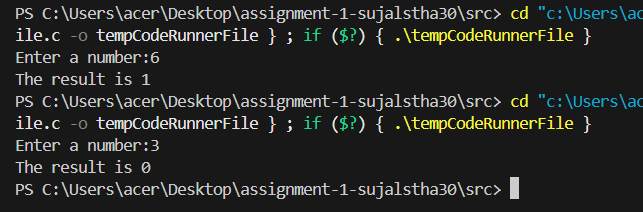 PS C:\Users\acer\Desktop\assignment-1-sujalstha30\src> cd "c:\Users\ac
ile.c -o tempCodeRunnerFile } ; if ($?) { .\tempCodeRunnerFile }
Enter a number:6
The result is 1
PS C:\Users\acer\Desktop\assignment-1-sujalstha30\src> cd "c:\Users\ac
ile.c -o tempCodeRunnerFile } ; if ($?) { .\tempCodeRunnerFile }
Enter a number:3
The result is 0
PS C:\Users\acer\Desktop\assignment-1-sujalstha30\src>